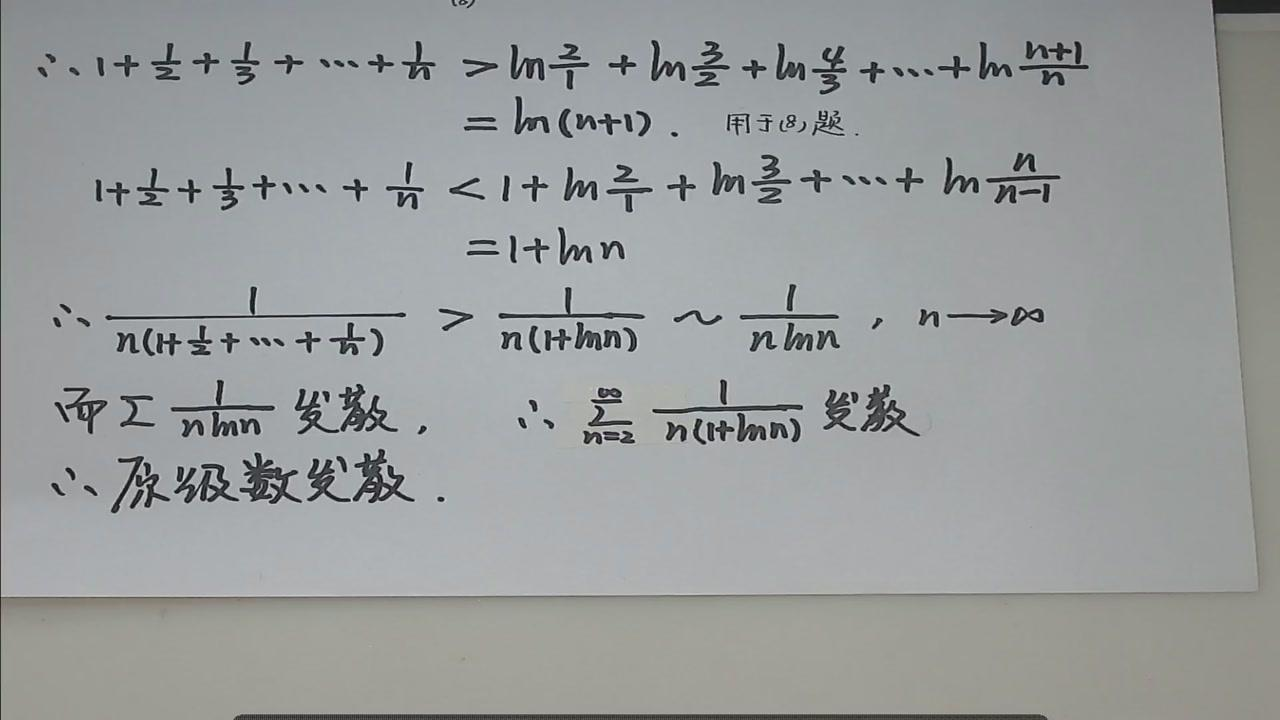 (8)
∴ 1+1/2+1/3+⋯+1/n > ln 2/1 + ln 3/2 + ln 4/3 +⋯+ ln (n+1)/n
= ln(n+1). 用于(8)题.
1+1/2+1/3+⋯+1/n < 1+ln 2/1 + ln 3/2 +⋯+ ln n/(n-1)
=1+ln n
∴ 1/(n(1+1/2+⋯+1/n)) > 1/(n(1+ln n)) ~ 1/(n ln n), n→∞
而Σ 1/(n ln n) 发散, ∴ Σ_{n=2}^{∞} 1/(n(1+ln n)) 发散
∴ 原级数发散.